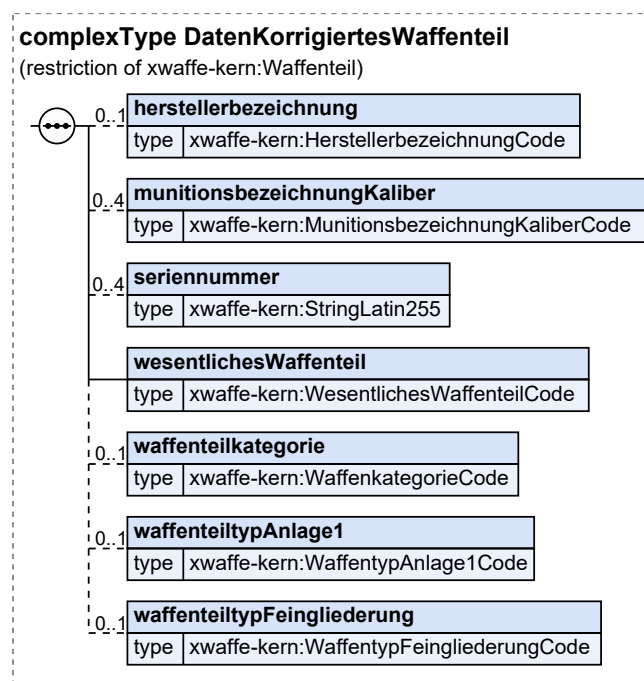 complexType DatenKorrigiertesWaffenteil
(restriction of xwaffe-kern:Waffenteil)
0..1 herstellerbezeichnung
type xwaffe-kern:HerstellerbezeichnungCode
0..4 munitionsbezeichnungKaliber
type xwaffe-kern:MunitionsbezeichnungKaliberCode
0..4 seriennummer
type xwaffe-kern:StringLatin255
wesentlichesWaffenteil
type xwaffe-kern:WesentlichesWaffenteilCode
0..1 waffenteilkategorie
type xwaffe-kern:WaffenkategorieCode
0..1 waffenteiltypAnlage1
type xwaffe-kern:WaffentypAnlage1Code
0..1 waffenteiltypFeingliederung
type xwaffe-kern:WaffentypFeingliederungCode